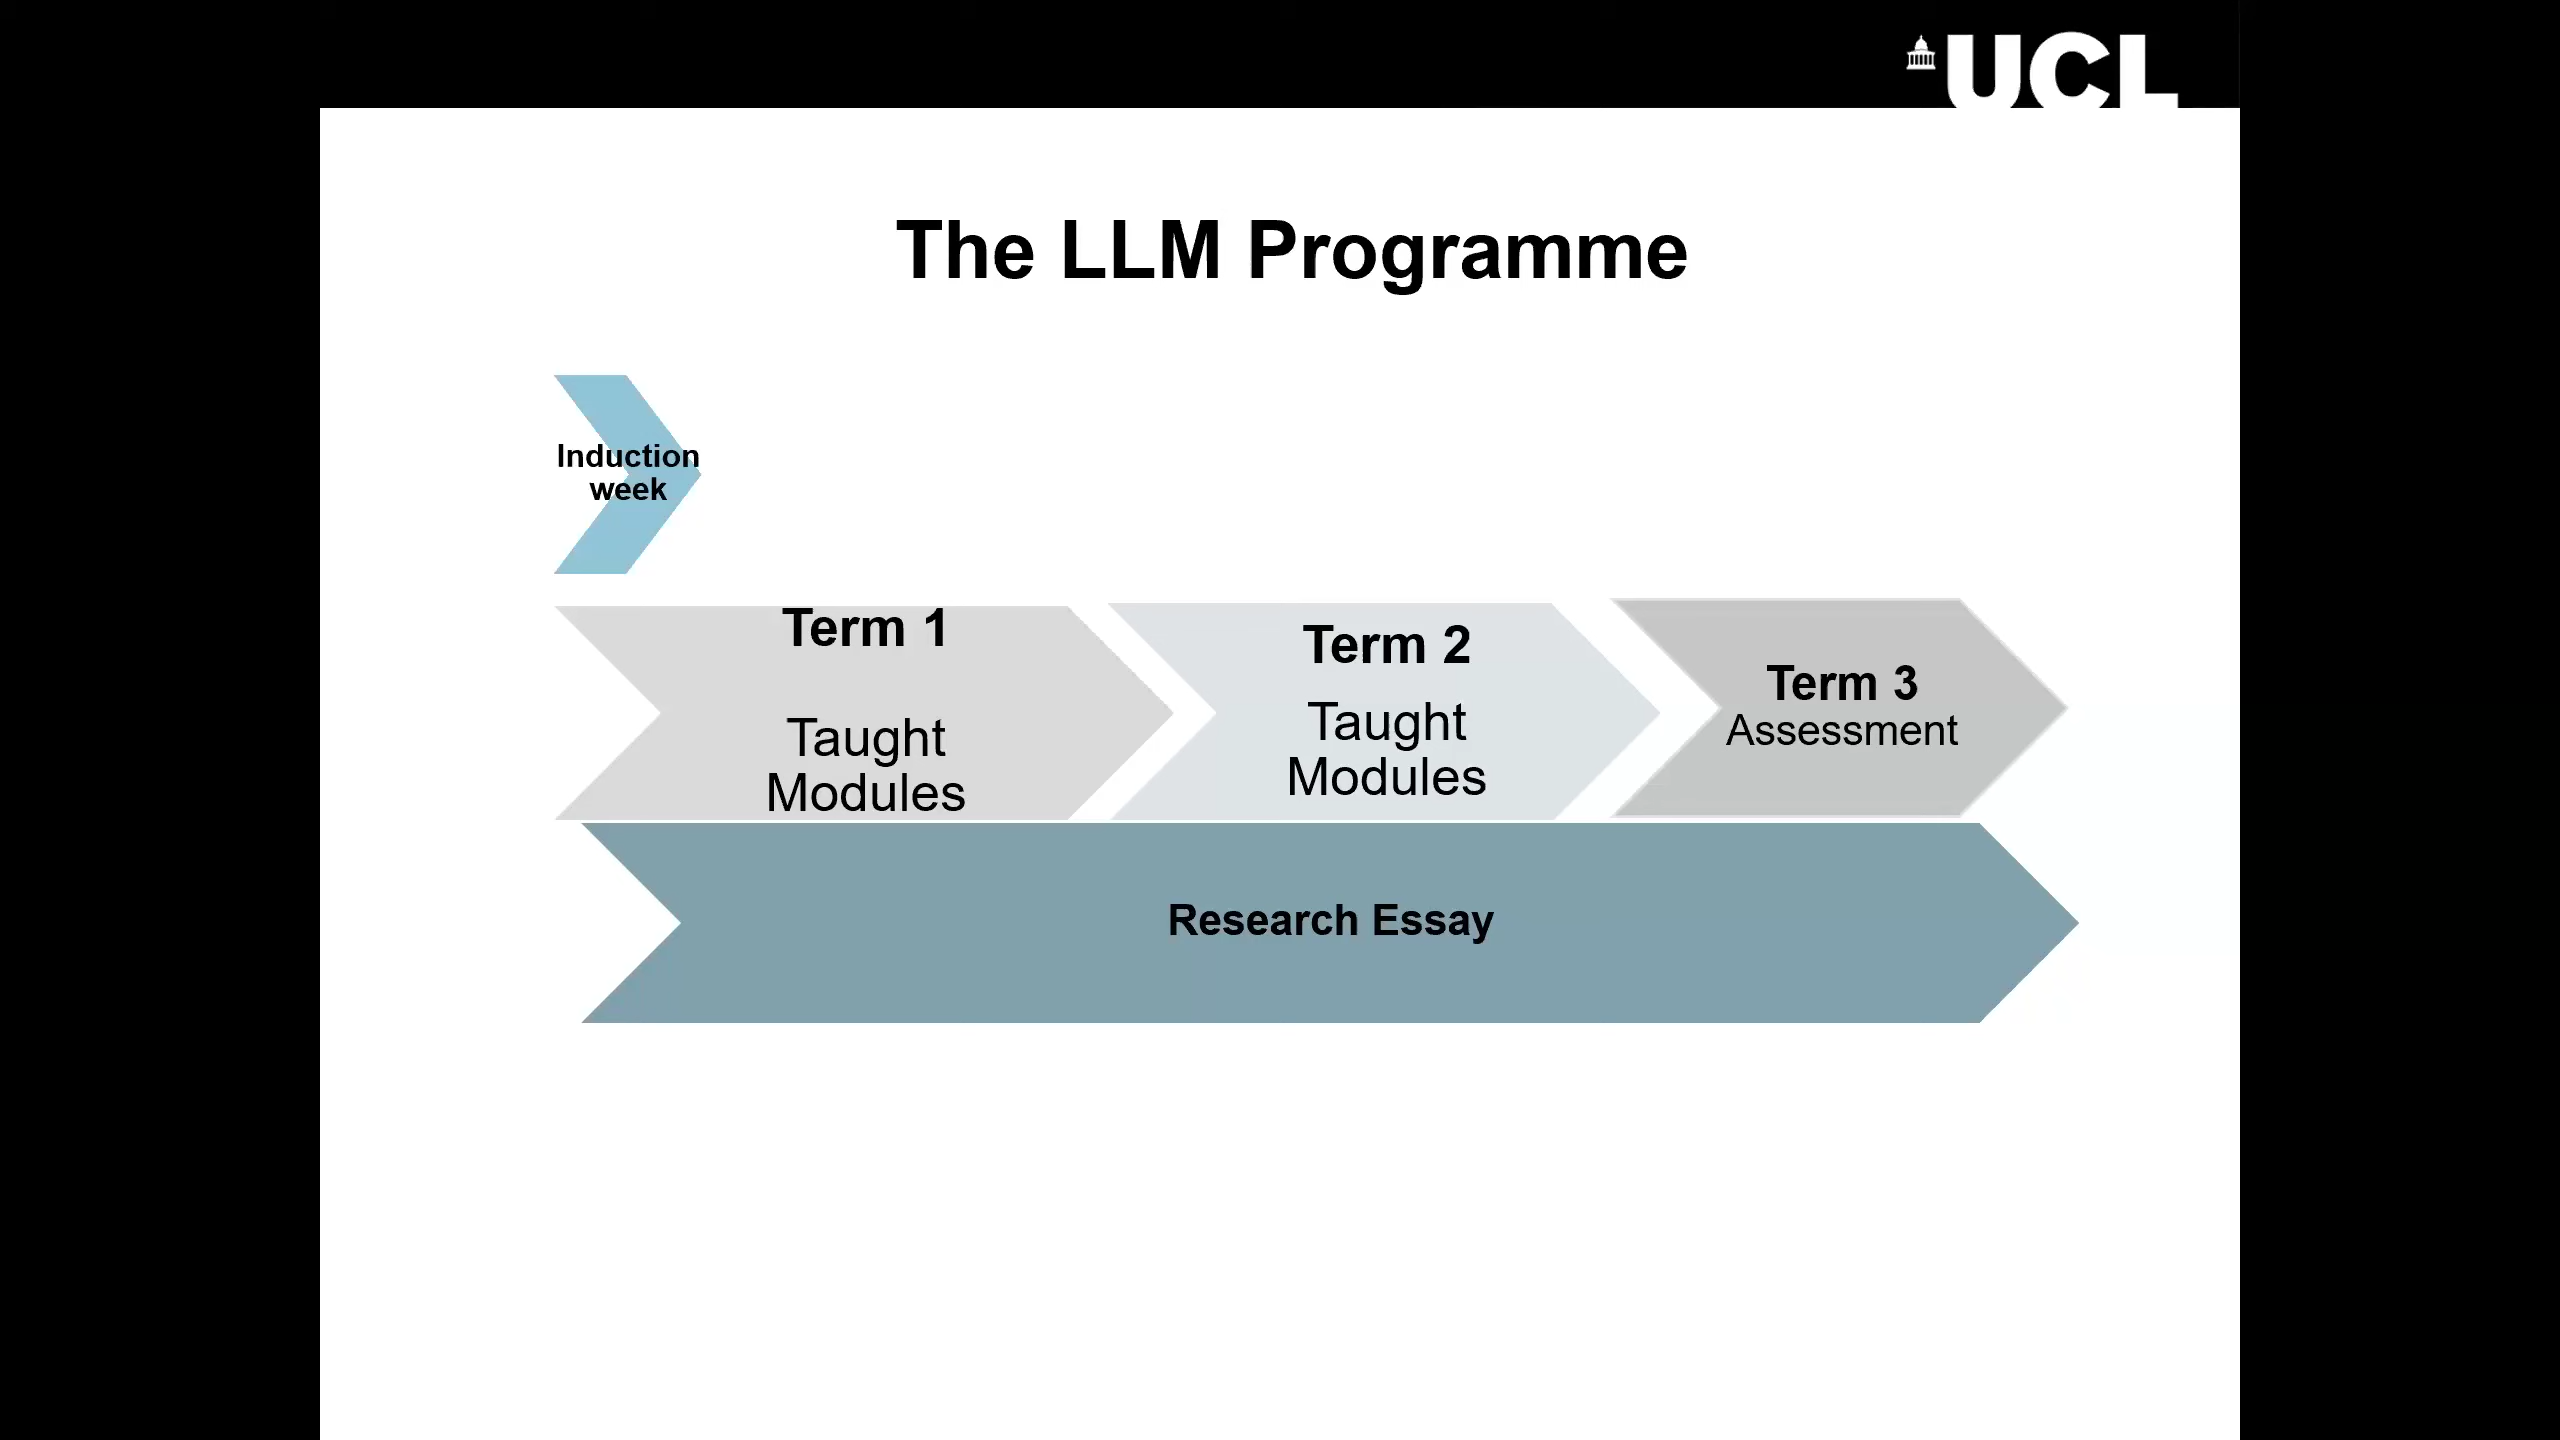 UCL
The LLM Programme
Induction
week
Term 1
Taught
Modules
Term 2
Taught
Modules
Term 3
Assessment
Research Essay